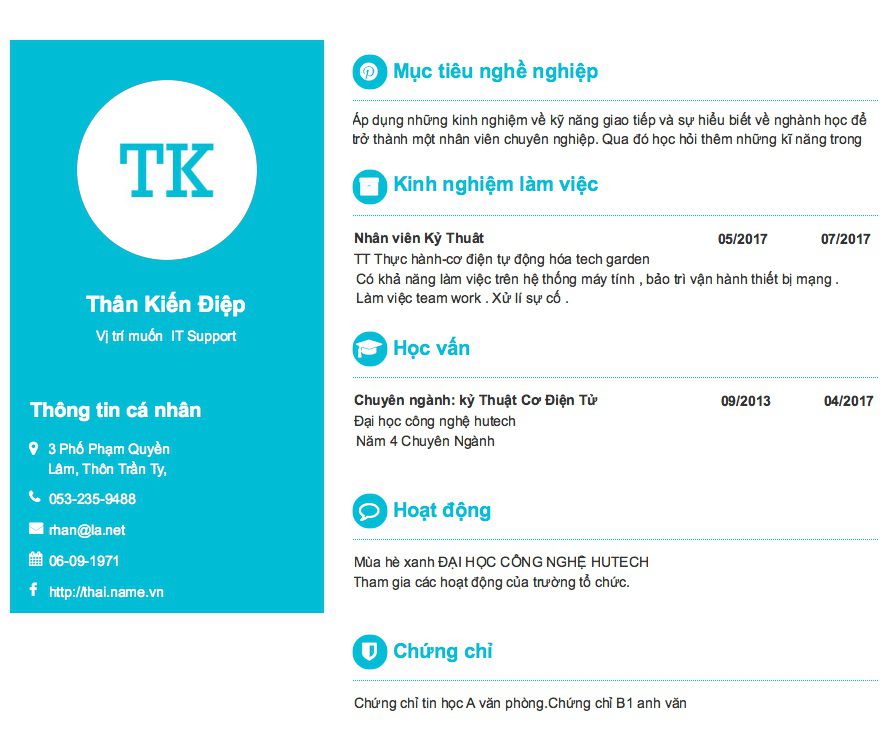 TK
Thân Kiến Điệp
Vị trí muốn IT Support
Thông tin cá nhân
3 Phố Phạm Quyền
Lâm, Thôn Trần Ty,
053-235-9488
rhan@la.net
06-09-1971
http://thai.name.vn
Mục tiêu nghề nghiệp
Áp dụng những kinh nghiệm về kỹ năng giao tiếp và sự hiểu biết về nghành học để
trở thành một nhân viên chuyên nghiệp. Qua đó học hỏi thêm những kĩ năng trong
Kinh nghiệm làm việc
Nhân viên Kỷ Thuât 05/2017 07/2017
TT Thực hành-cơ điện tự động hóa tech garden
Có khả năng làm việc trên hệ thống máy tính , bảo trì vận hành thiết bị mạng .
Làm việc team work . Xử lí sự cố .
Học vấn
Chuyên ngành: kỷ Thuật Cơ Điện Tử 09/2013 04/2017
Đại học công nghệ hutech
Năm 4 Chuyên Ngành
Hoạt động
Mùa hè xanh ĐẠI HỌC CÔNG NGHỆ HUTECH
Tham gia các hoạt động của trường tổ chức.
Chứng chỉ
Chứng chỉ tin học A văn phòng.Chứng chỉ B1 anh văn